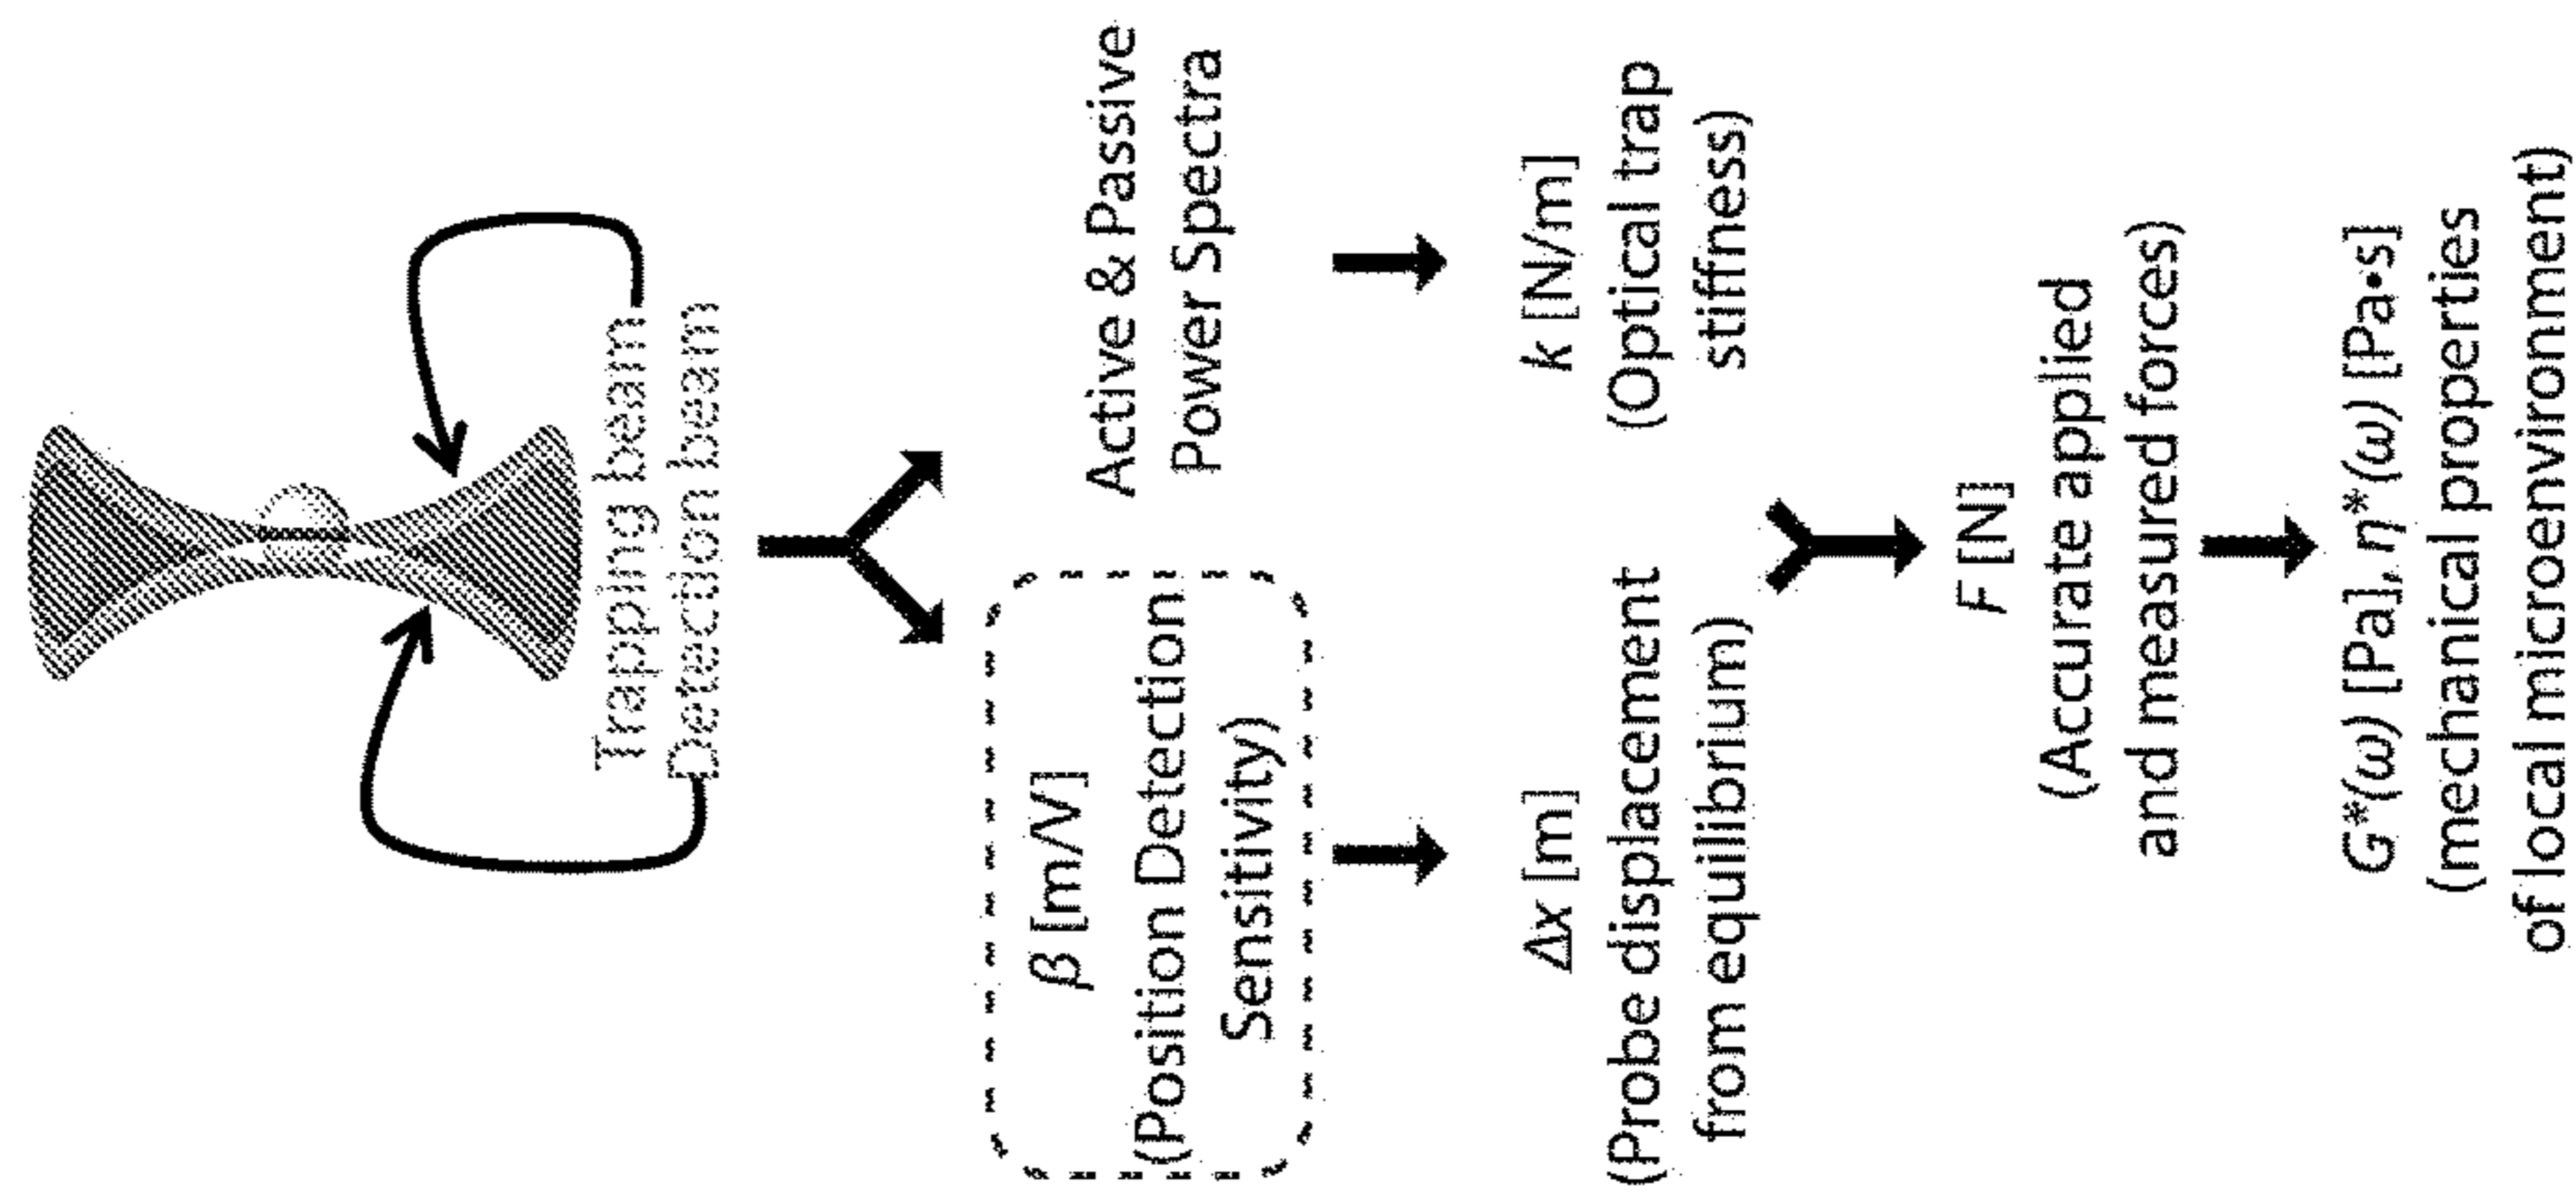 Trapping beam
Detection beam
β [m/V]
(Position Detection
Sensitivity)
Active & Passive
Power Spectra
Δx [m]
(Probe displacement
from equilibrium)
k [N/m]
(Optical trap
stiffness)
F [N]
(Accurate applied
and measured forces)
G*(ω) [Pa], η*(ω) [Pa•s]
(mechanical properties
of local microenvironment)